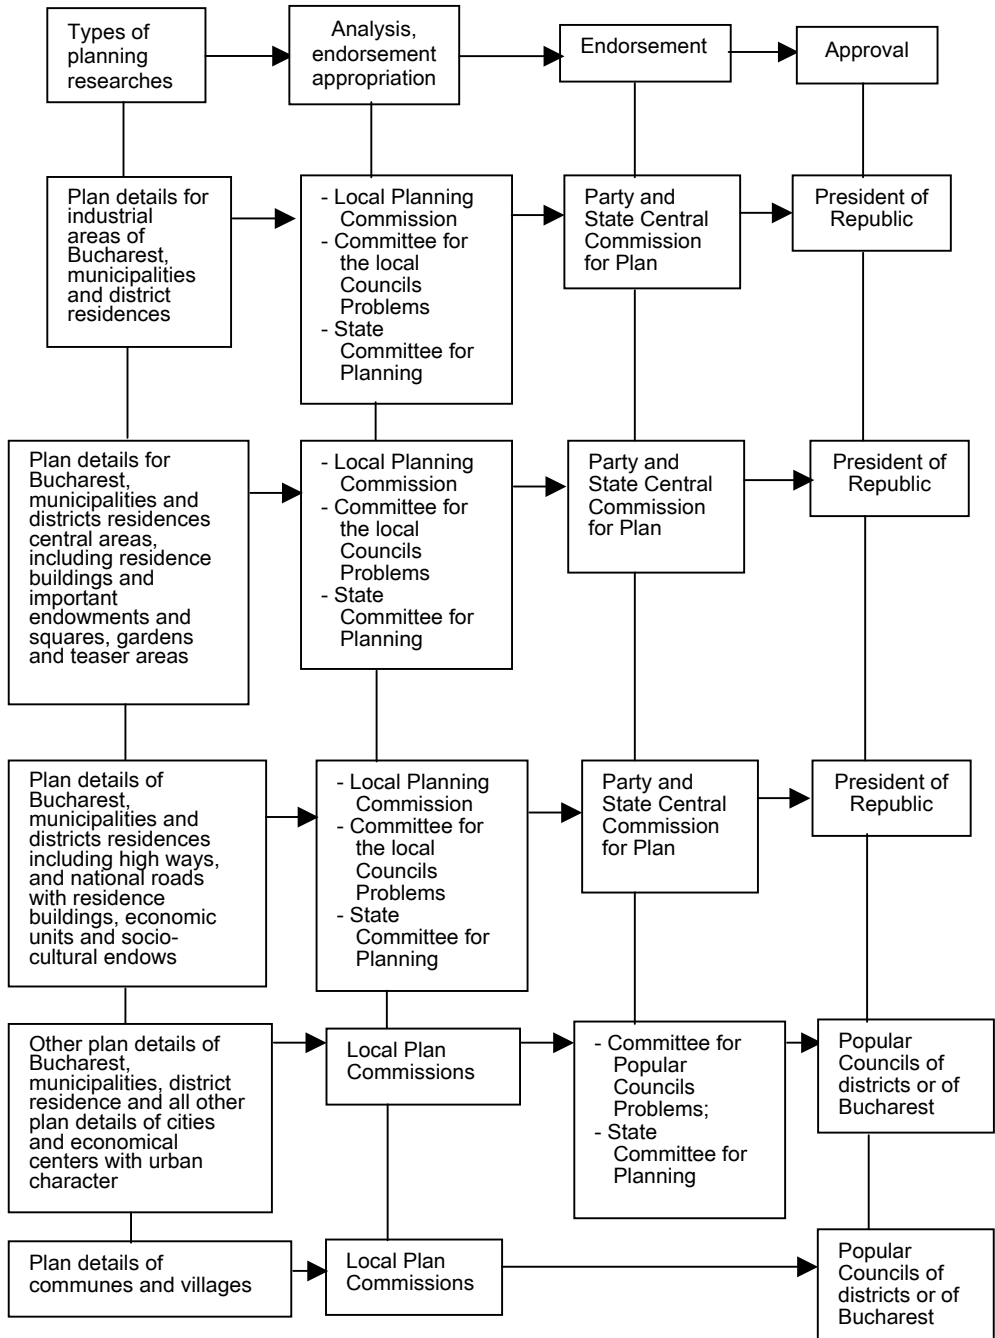 Types of
planning
researches
Analysis,
endorsement
appropriation
Endorsement
Approval
Plan details for
industrial
areas of
Bucharest,
municipalities
and district
residences
- Local Planning
Commission
- Committee for
the local
Councils
Problems
- State
Committee for
Planning
Party and
State Central
Commission
for Plan
President of
Republic
Plan details for
Bucharest,
municipalities and
districts residences
central areas,
including residence
buildings and
important
endowments and
squares, gardens
and teaser areas
- Local Planning
Commission
- Committee for
the local
Councils
Problems
- State
Committee for
Planning
Party and
State Central
Commission
for Plan
President of
Republic
Plan details of
Bucharest,
municipalities and
districts residences
including high ways,
and national roads
with residence
buildings, economic
units and socio-
cultural endows
- Local Planning
Commission
- Committee for
the local
Councils
Problems
- State
Committee for
Planning
Party and
State Central
Commission
for Plan
President of
Republic
Other plan details of
Bucharest,
municipalities, district
residence and all other
plan details of cities
and economical
centers with urban
character
Local Plan
Commissions
- Committee for
Popular
Councils
Problems;
- State
Committee for
Planning
Popular
Councils of
districts or of
Bucharest
Plan details of
communes and villages
Local Plan
Commissions
Popular
Councils of
districts or of
Bucharest